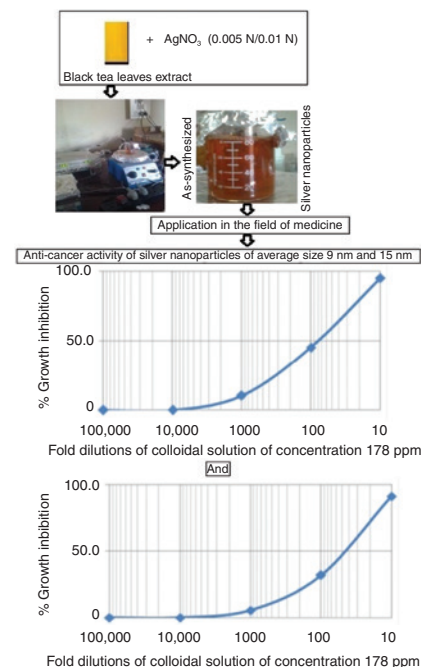 + AgNO₃ (0.005 N/0.01 N)
Black tea leaves extract
As-synthesized
Silver nanoparticles
Application in the field of medicine
Anti-cancer activity of silver nanoparticles of average size 9 nm and 15 nm
100.0
50.0
0
% Growth inhibition
100,000 10,000 1000 100 10
Fold dilutions of colloidal solution of concentration 178 ppm
And
100.0
50.0
0
% Growth inbibition
100,000 10,000 1000 100 10
Fold dilutions of colloidal solution of concentration 178 ppm